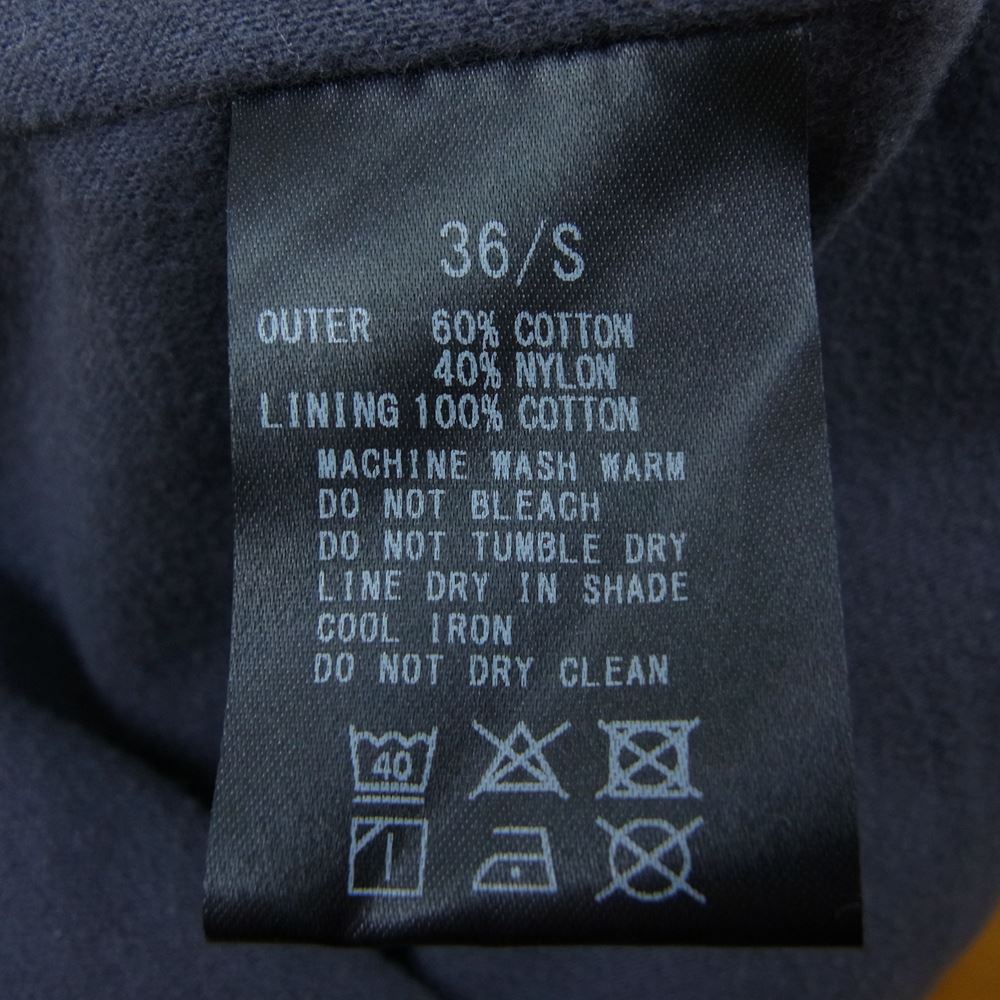 36/S
OUTER 60% COTTON
40% NYLON
LINING 100% COTTON
MACHINE WASH WARM
DO NOT BLEACH
DO NOT TUMBLE DRY
LINE DRY IN SHADE
COOL IRON
DO NOT DRY CLEAN
40